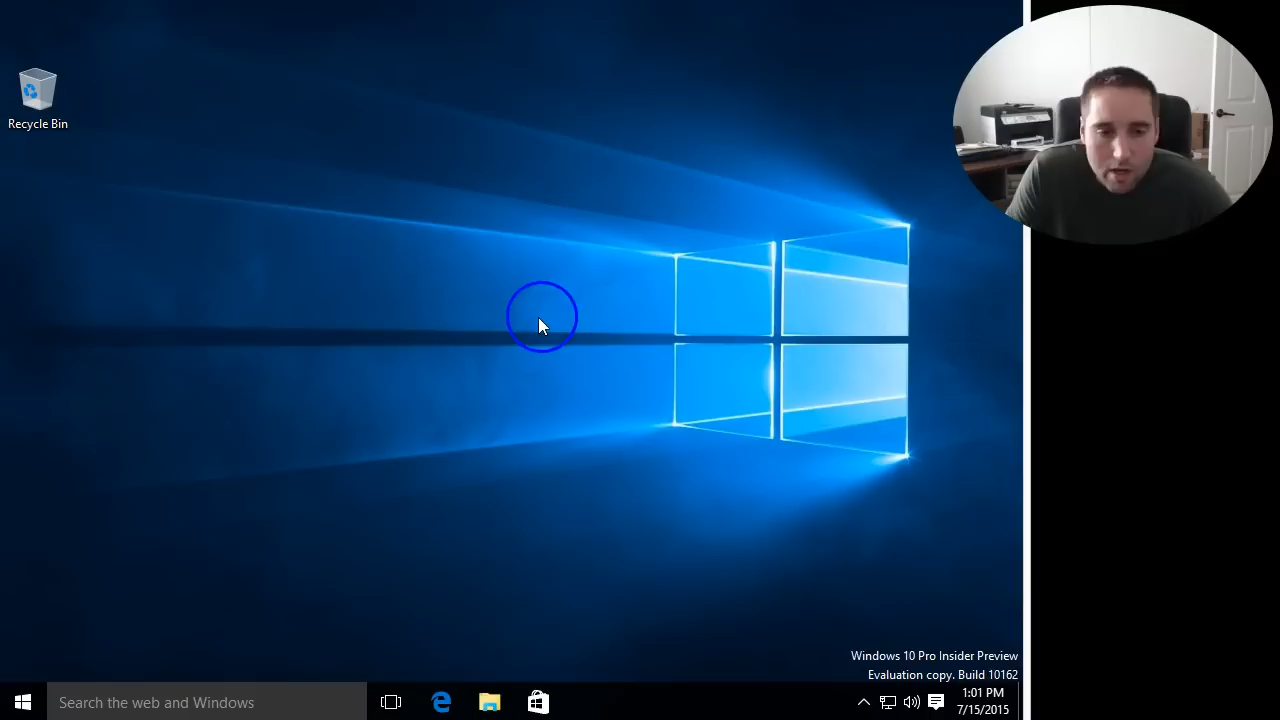 Recycle Bin
Windows 10 Pro Insider Preview
Evaluation copy. Build 10162
Search the web and Windows
1:01 PM
7/15/2015